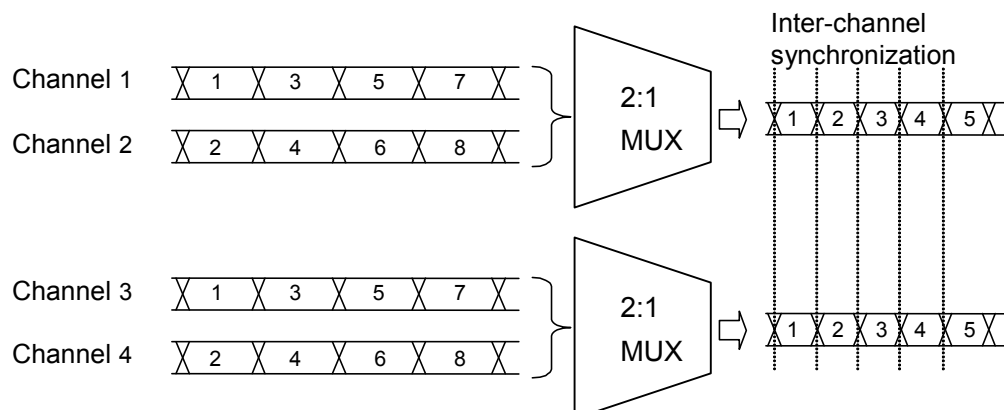 Inter-channel
synchronization
Channel 1
1 3 5 7
Channel 2
2 4 6 8
2:1
MUX
1 2 3 4 5
Channel 3
1 3 5 7
Channel 4
2 4 6 8
2:1
MUX
1 2 3 4 5